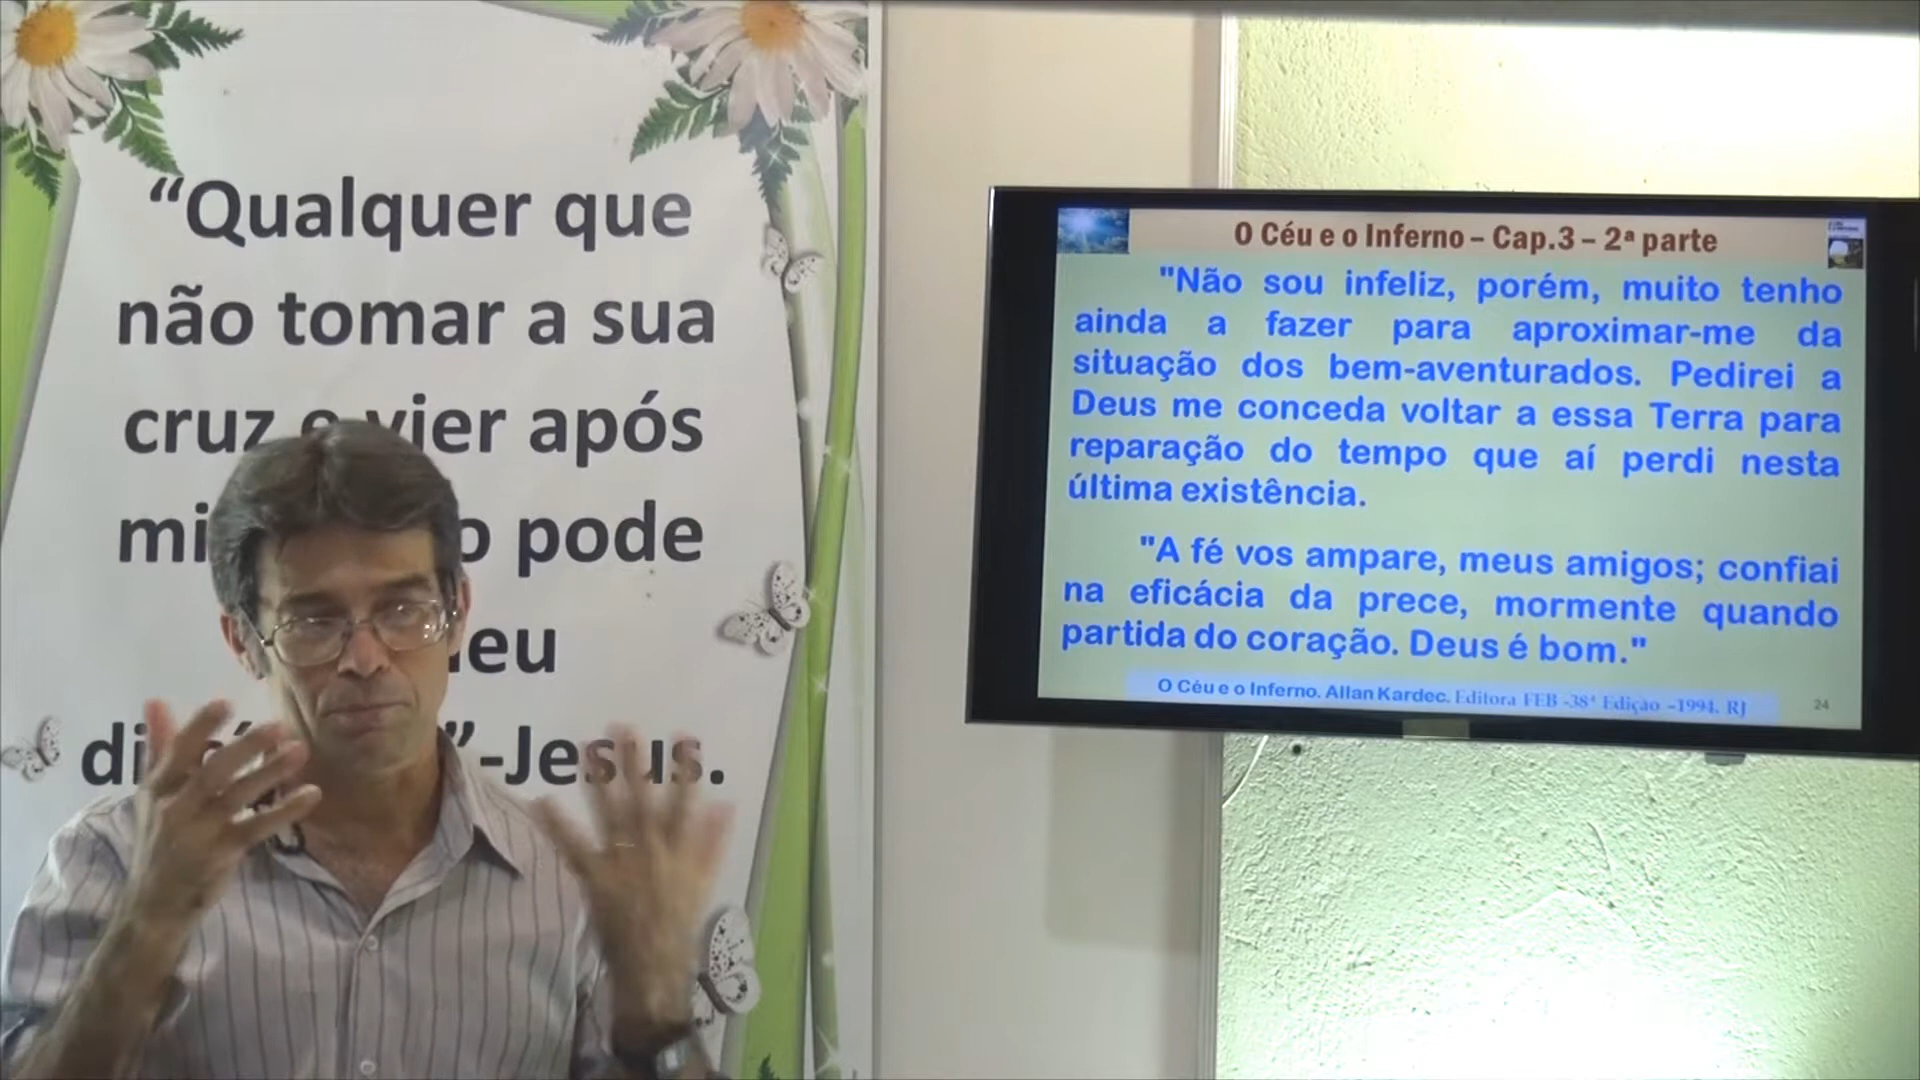 “Qualquer que
não tomar a sua
cruz e vier após
pode
-Jesus.
O Céu e o Inferno – Cap.3 – 2ª parte
"Não sou infeliz, porém, muito tenho
ainda a fazer para aproximar-me da
situação dos bem-aventurados. Pedirei a
Deus me conceda voltar a essa Terra para
reparação do tempo que aí perdi nesta
última existência.
"A fé vos ampare, meus amigos; confiai
na eficácia da prece, mormente quando
partida do coração. Deus é bom."
O Céu e o Inferno. Allan Kardec. Editora FEB -38ª Edição -1994. RJ
24